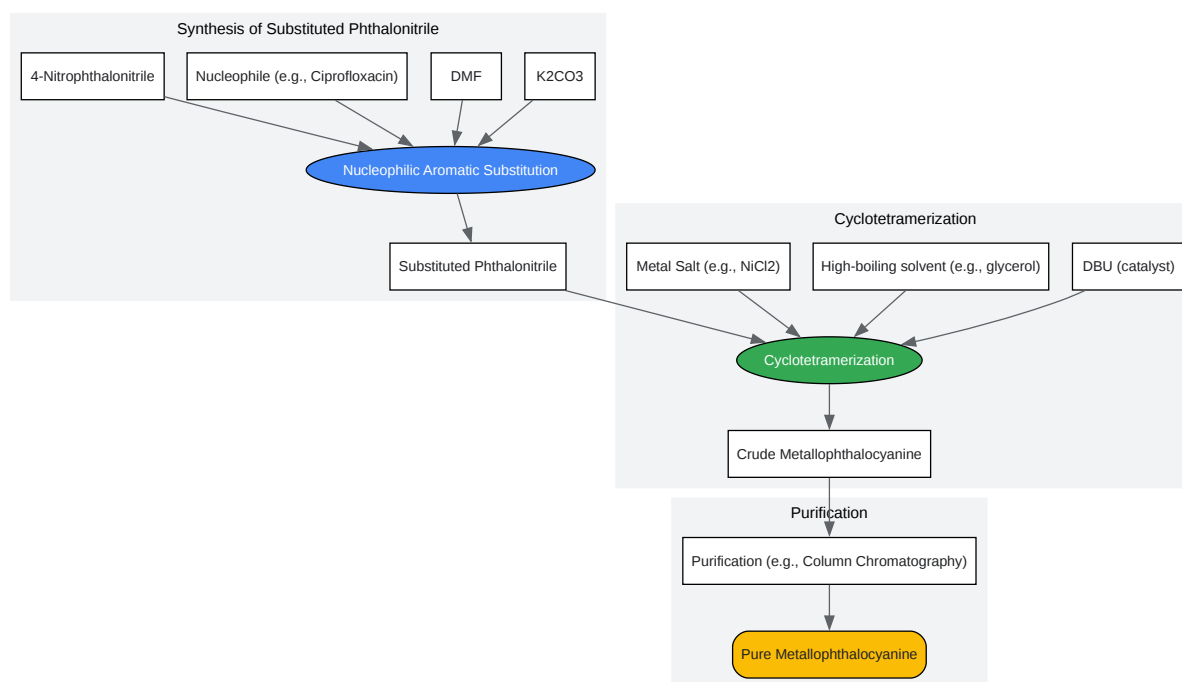 Synthesis of Substituted Phthalonitrile
4-Nitrophthalonitrile
Nucleophile (e.g., Ciprofloxacin)
DMF
K2CO3
Nucleophilic Aromatic Substitution
Substituted Phthalonitrile
Cyclotetramerization
Metal Salt (e.g., NiCl2)
High-boiling solvent (e.g., glycerol)
DBU (catalyst)
Cyclotetramerization
Crude Metallophthalocyanine
Purification
Purification (e.g., Column Chromatography)
Pure Metallophthalocyanine